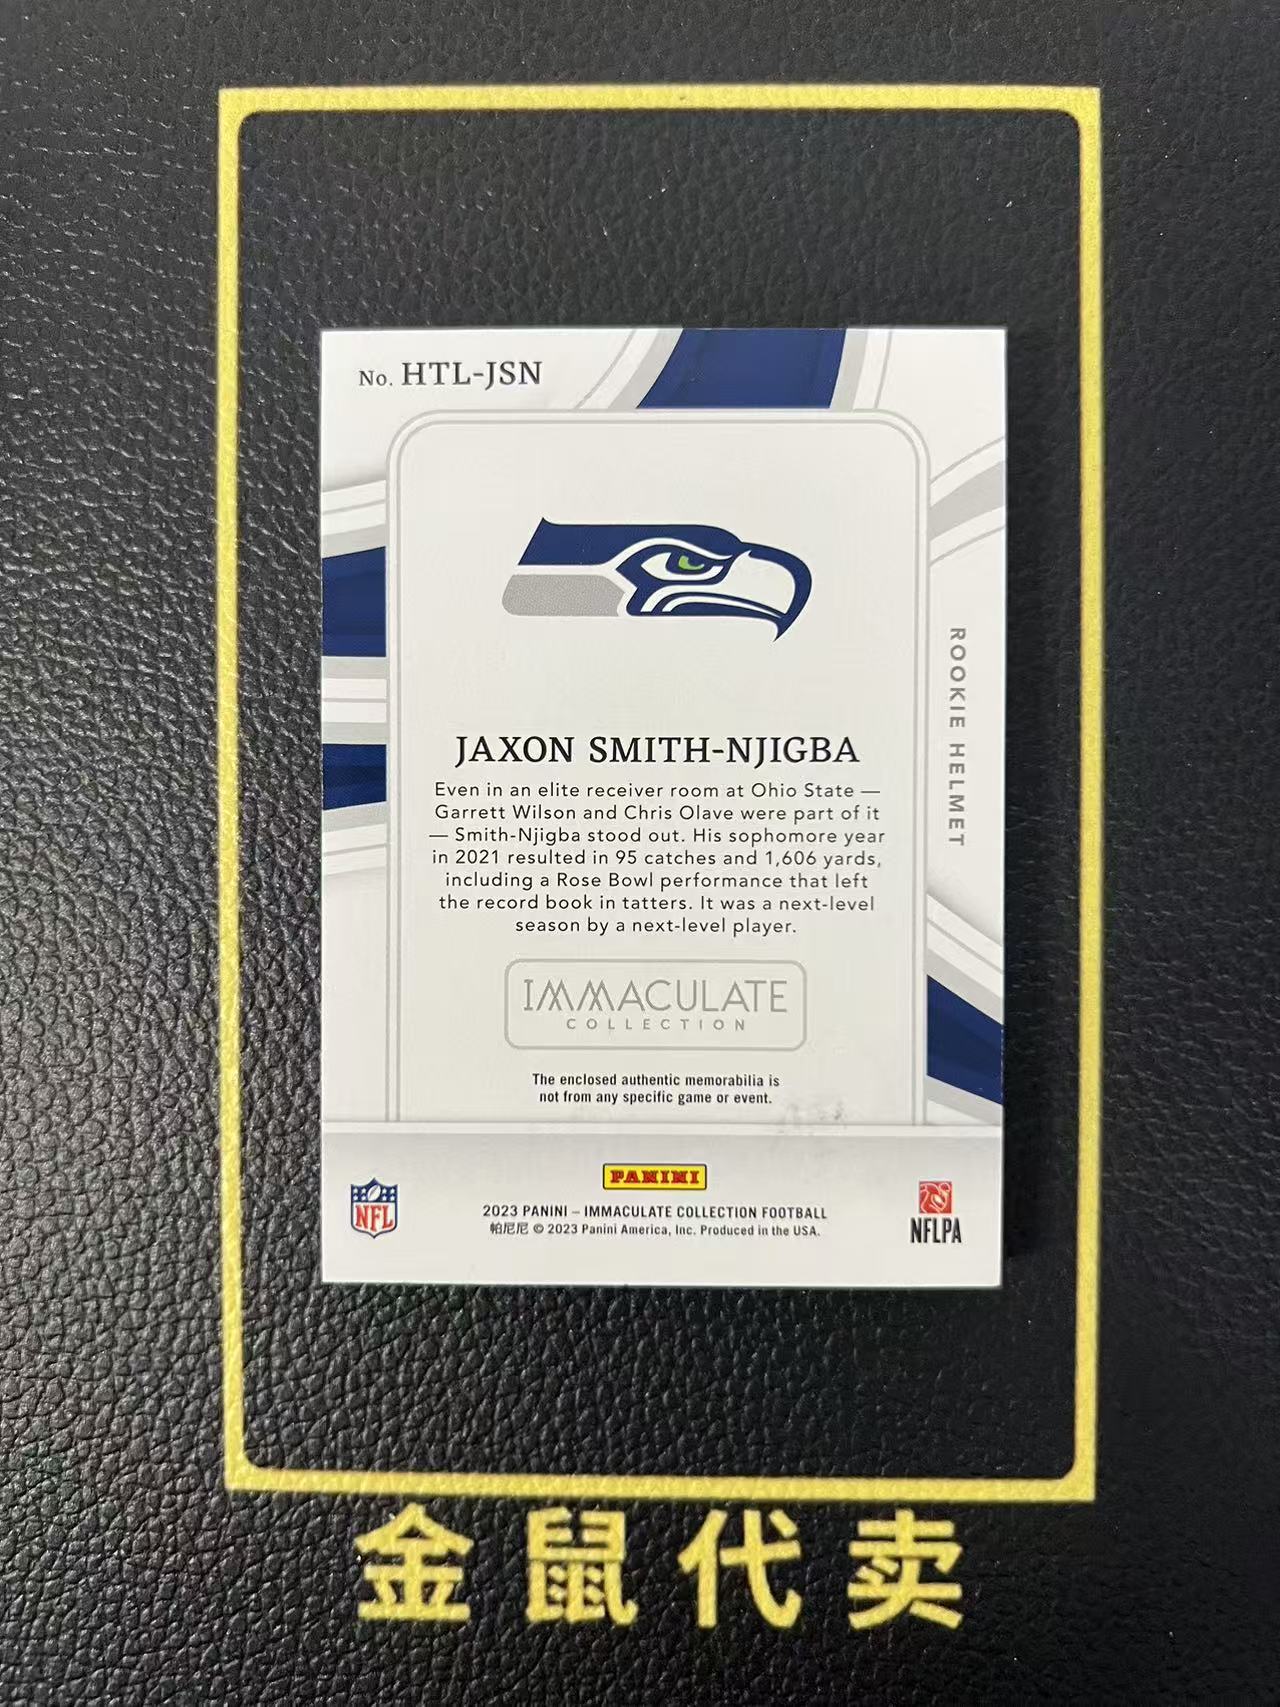 No. HTL-JSN
ROOKIE HELMET
JAXON SMITH-NJIGBA
Even in an elite receiver room at Ohio State —
Garrett Wilson and Chris Olave were part of it
— Smith-Njigba stood out. His sophomore year
in 2021 resulted in 95 catches and 1,606 yards,
including a Rose Bowl performance that left
the record book in tatters. It was a next-level
season by a next-level player.
IMMACULATE
COLLECTION
The enclosed authentic memorabilia is
not from any specific game or event.
PANINI
NFL
2023 PANINI – IMMACULATE COLLECTION FOOTBALL
帕尼尼 © 2023 Panini America, Inc. Produced in the USA.
NFLPA
金鼠代卖